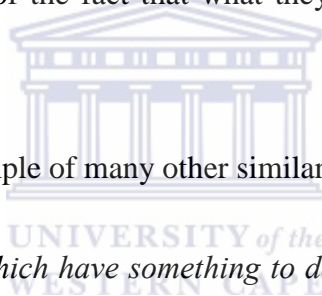 of the fact that what they
ple of many other similar
UNIVERSITY of the
hich have something to d
WESTERN CAPE